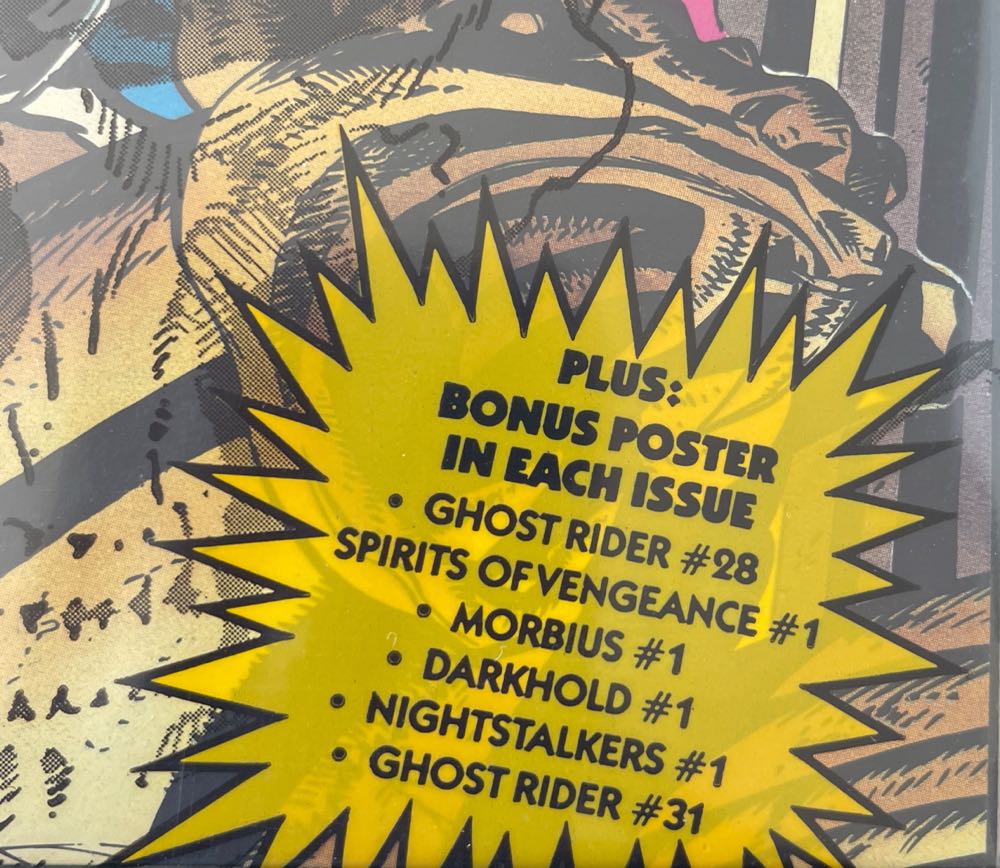 PLUS:
BONUS POSTER
IN EACH ISSUE
• GHOST RIDER #28
SPIRITS OF VENGEANCE #1
• MORBIUS #1
• DARKHOLD #1
• NIGHTSTALKERS #1
• GHOST RIDER #31